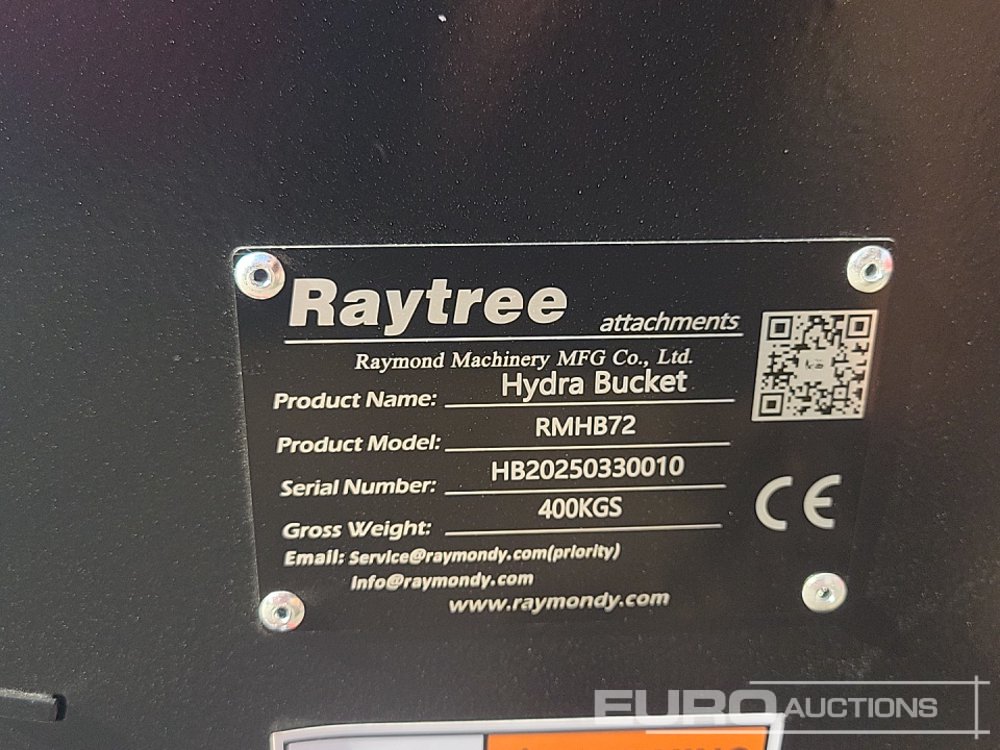 Raytree
attachments
Raymond Machinery MFG Co., Ltd.
Product Name: Hydra Bucket
Product Model: RMHB72
Serial Number: HB20250330010
Gross Weight: 400KGS
Email: Service@raymondy.com(priority)
Info@raymondy.com
www.raymondy.com
CE
EURO AUCTIONS